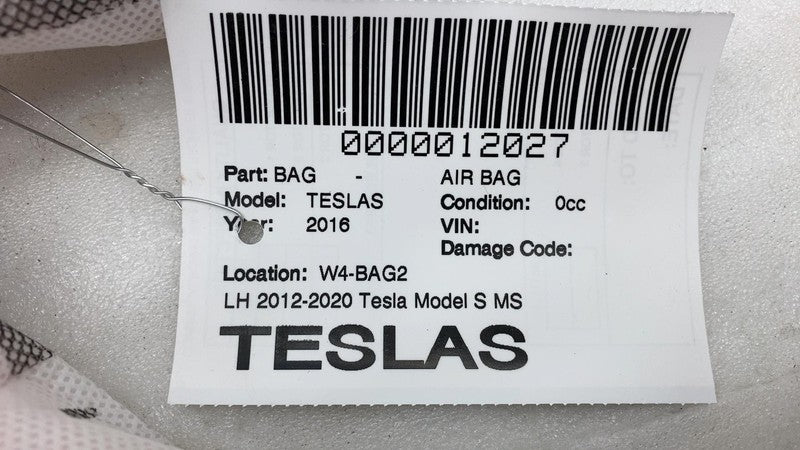 0000012027
Part: BAG - AIR BAG
Model: TESLAS Condition: 0cc
Year: 2016 VIN:
Damage Code:
Location: W4-BAG2
LH 2012-2020 Tesla Model S MS
TESLAS